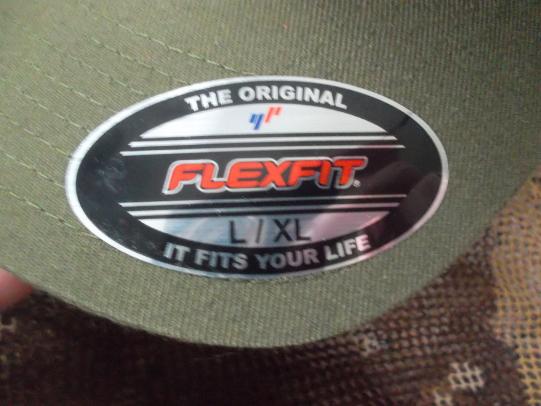 THE ORIGINAL
FLEXFIT®
L / XL
IT FITS YOUR LIFE